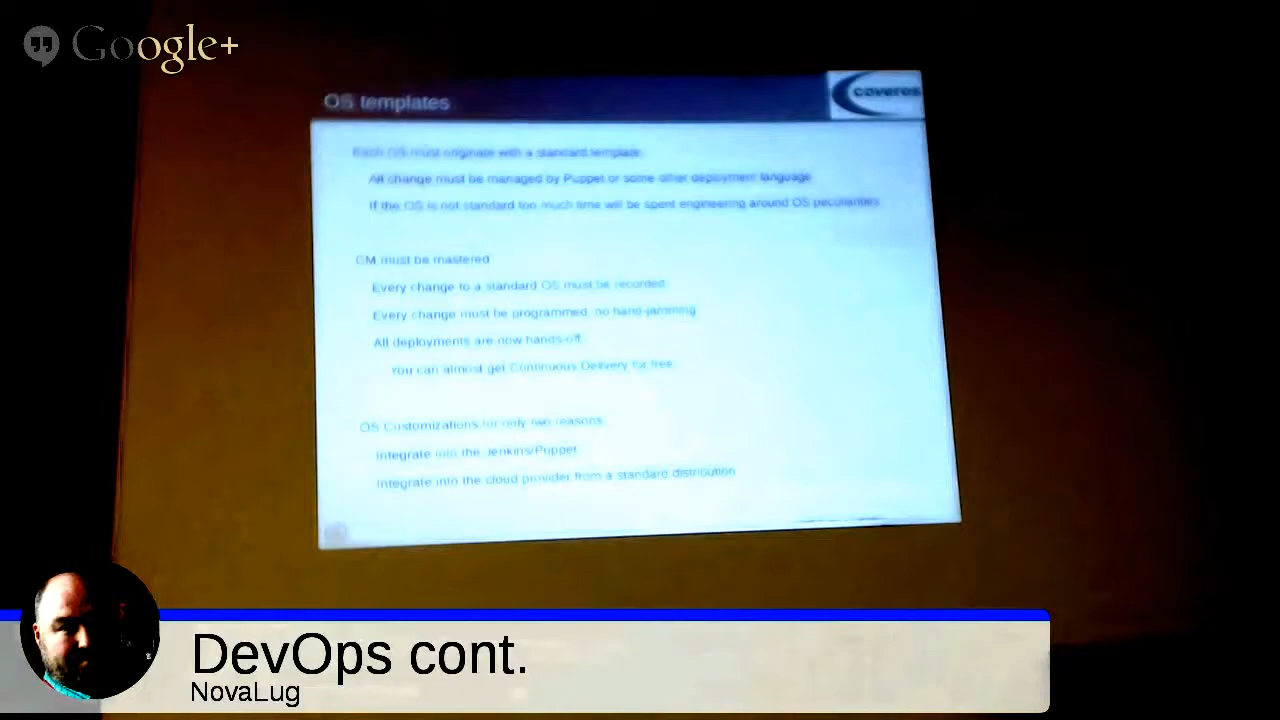 Google+
OS templates
coveros
Each OS must originate with a standard template.
All change must be managed by Puppet or some other deployment language
If the OS is not standard too much time will be spent engineering around OS peculiarities
CM must be mastered
Every change to a standard OS must be recorded.
Every change must be programmed, no hand-jamming
All deployments are now hands-off.
You can almost get Continuous Delivery for free.
OS Customizations for only two reasons.
Integrate into the Jenkins/Puppet
Integrate into the cloud provider from a standard distribution
DevOps cont.
NovaLug